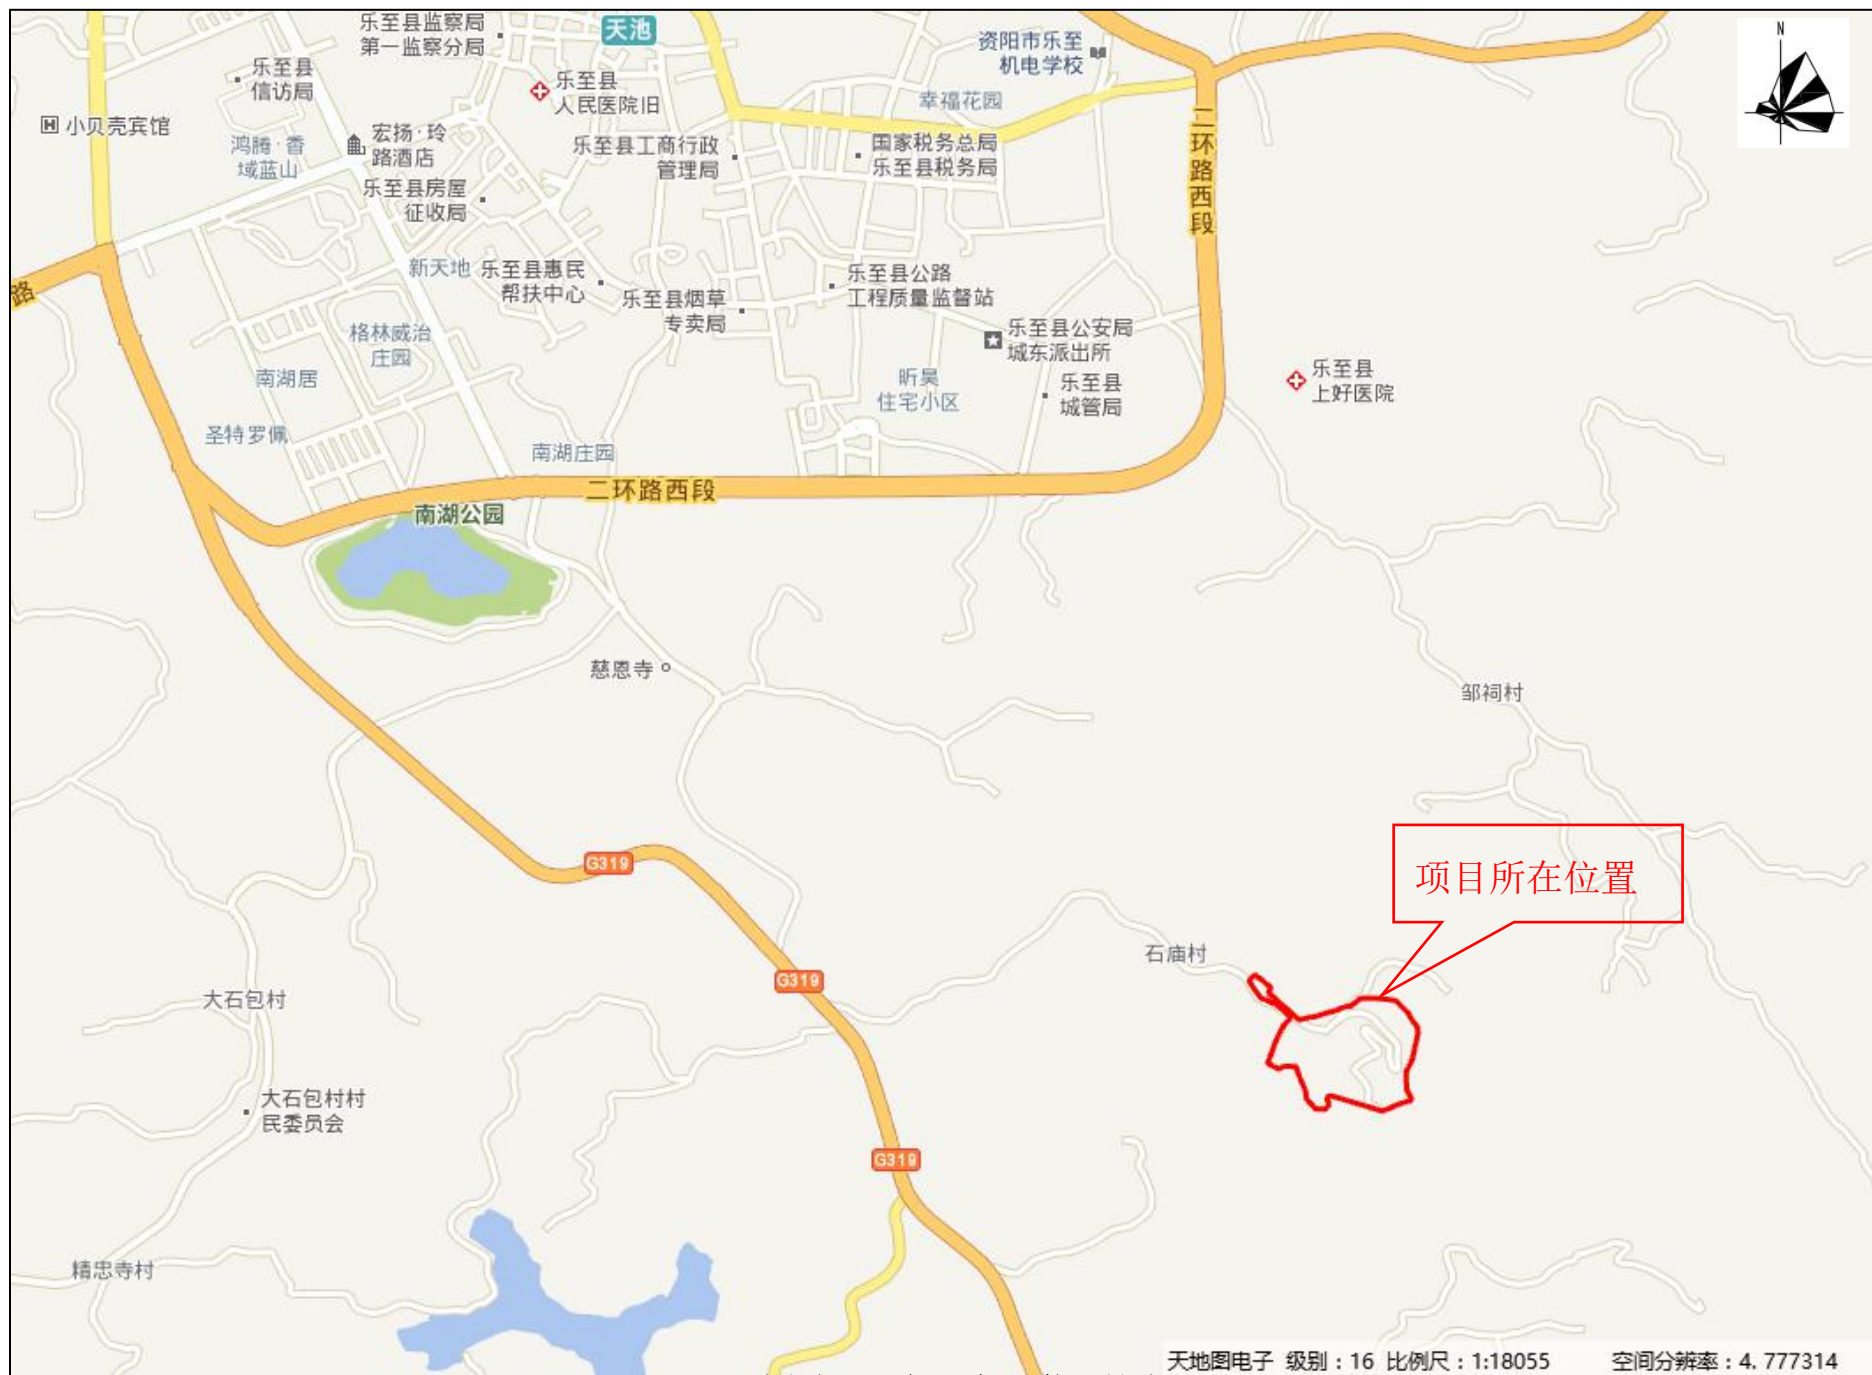 乐至县监察局
第一监察分局
天池
资阳市乐至
机电学校
N
乐至县
信访局
乐至县
人民医院旧
幸福花园
小贝壳宾馆
鸿腾·香
域蓝山
宏扬·玲
珑路酒店
乐至县工商行政
管理局
国家税务总局
乐至县税务局
二环路西段
乐至县房屋
征收局
新天地
乐至县惠民
帮扶中心
乐至县烟草
专卖局
乐至县公路
工程质量监督站
路
格林威治
庄园
乐至县公安局
城东派出所
南湖居
昕昊
住宅小区
乐至县
城管局
乐至县
上好医院
圣特罗佩
南湖庄园
二环路西段
南湖公园
慈恩寺
邹祠村
G319
项目所在位置
石庙村
G319
大石包村
大石包村村
民委员会
G319
精忠寺村
天地图电子 级别：16 比例尺：1:18055 空间分辨率：4.777314